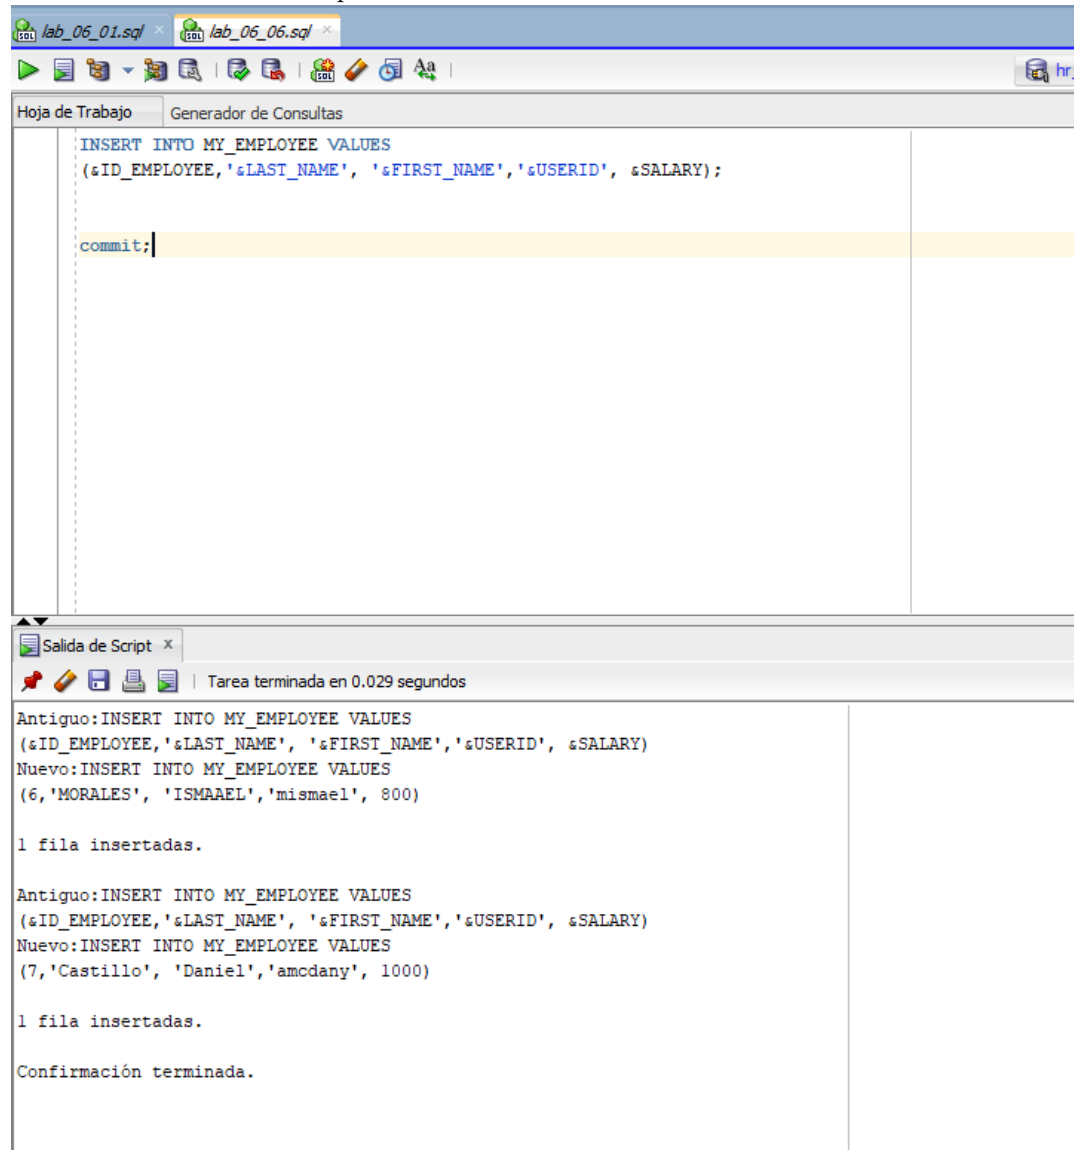 lab_06_01.sql × lab_06_06.sql ×
hr_
Hoja de Trabajo Generador de Consultas
INSERT INTO MY_EMPLOYEE VALUES
(&ID_EMPLOYEE,'&LAST_NAME', '&FIRST_NAME','&USERID', &SALARY);
commit;
Salida de Script ×
Tarea terminada en 0.029 segundos
Antiguo:INSERT INTO MY_EMPLOYEE VALUES
(&ID_EMPLOYEE,'&LAST_NAME', '&FIRST_NAME','&USERID', &SALARY)
Nuevo:INSERT INTO MY_EMPLOYEE VALUES
(6,'MORALES', 'ISMAAEL','mismael', 800)
1 fila insertadas.
Antiguo:INSERT INTO MY_EMPLOYEE VALUES
(&ID_EMPLOYEE,'&LAST_NAME', '&FIRST_NAME','&USERID', &SALARY)
Nuevo:INSERT INTO MY_EMPLOYEE VALUES
(7,'Castillo', 'Daniel','amcdany', 1000)
1 fila insertadas.
Confirmación terminada.